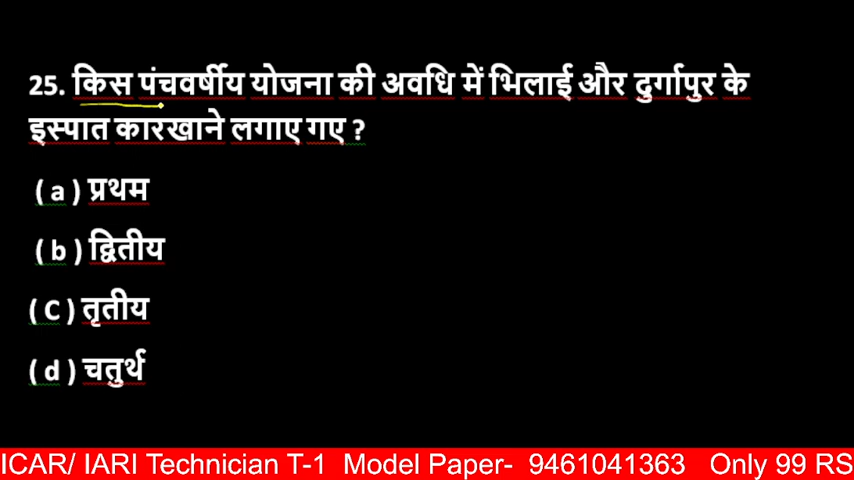 25. किस पंचवर्षीय योजना की अवधि में भिलाई और दुर्गापुर के
इस्पात कारखाने लगाए गए ?
( a ) प्रथम
( b ) द्वितीय
( C ) तृतीय
( d ) चतुर्थ
ICAR/ IARI Technician T-1 Model Paper- 9461041363 Only 99 RS